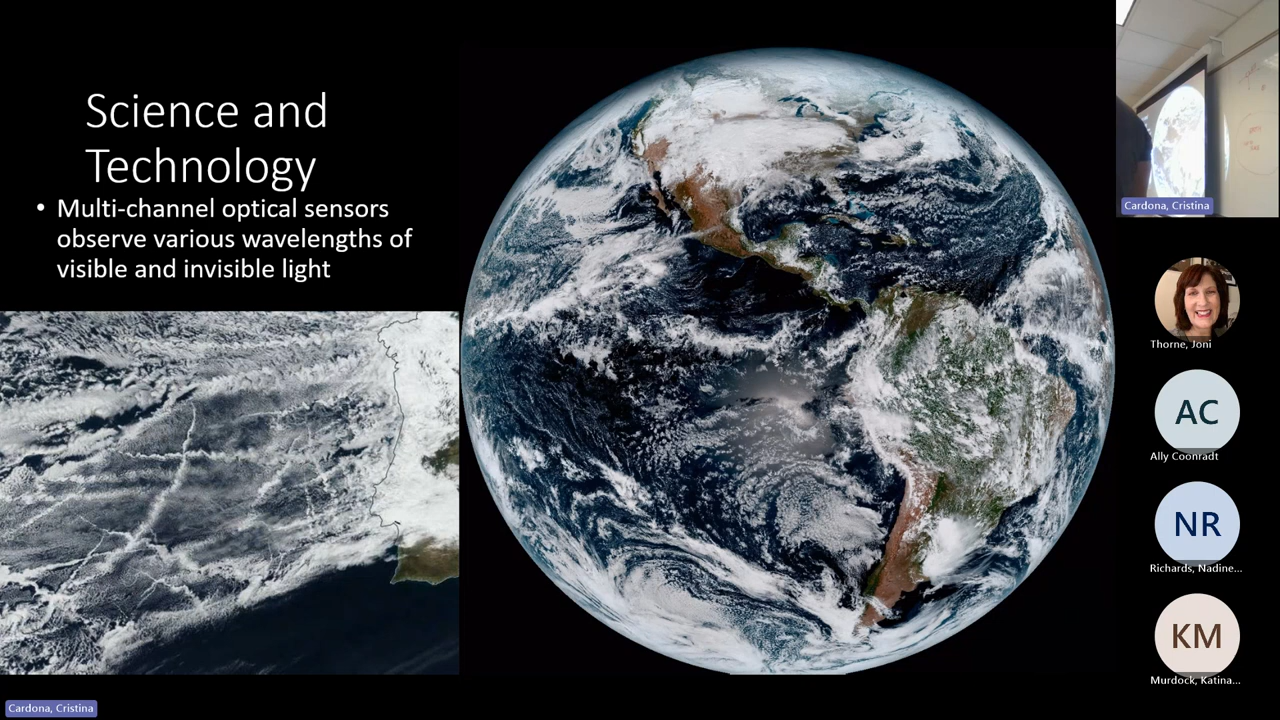 Science and
Technology
• Multi-channel optical sensors
observe various wavelengths of
visible and invisible light
Cardona, Cristina
Thorne, Joni
AC
Ally Coonradt
NR
Richards, Nadine...
KM
Murdock, Katina...
Cardona, Cristina